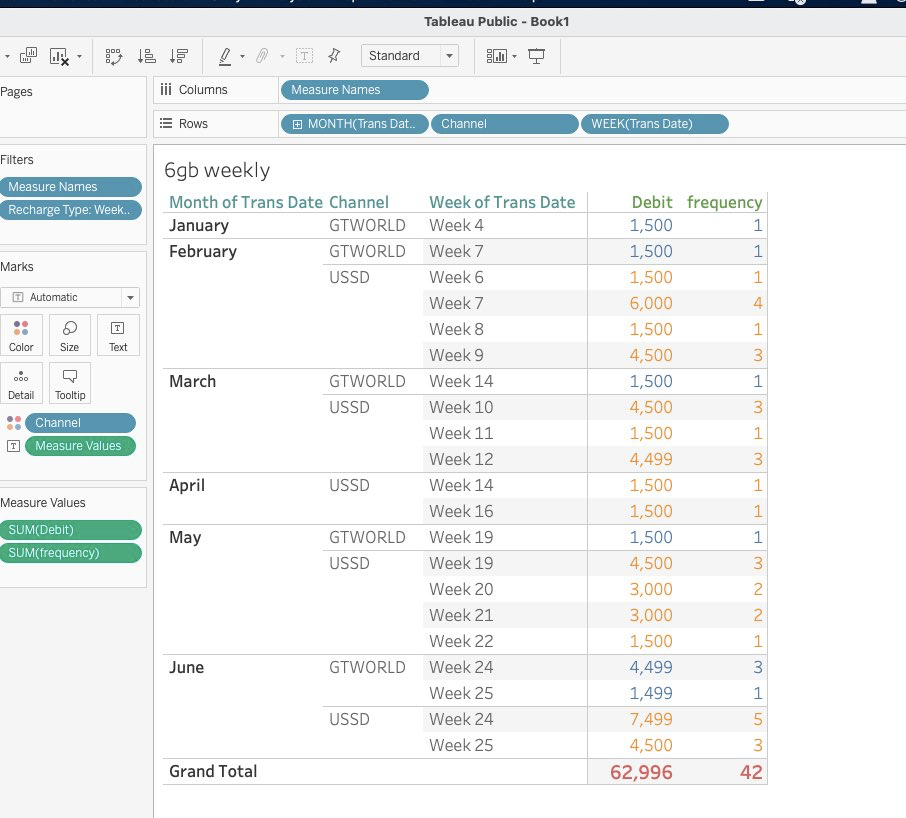 Tableau Public - Book1
Standard
Pages
Columns
Measure Names
Rows
MONTH(Trans Dat.. Channel WEEK(Trans Date)
Filters
Measure Names
Recharge Type: Week..
Marks
Automatic
Color Size Text
Detail Tooltip
Channel
Measure Values
Measure Values
SUM(Debit)
SUM(frequency)
6gb weekly
Month of Trans Date Channel Week of Trans Date Debit frequency
January GTWORLD Week 4 1,500 1
February GTWORLD Week 7 1,500 1
USSD Week 6 1,500 1
Week 7 6,000 4
Week 8 1,500 1
Week 9 4,500 3
March GTWORLD Week 14 1,500 1
USSD Week 10 4,500 3
Week 11 1,500 1
Week 12 4,499 3
April USSD Week 14 1,500 1
Week 16 1,500 1
May GTWORLD Week 19 1,500 1
USSD Week 19 4,500 3
Week 20 3,000 2
Week 21 3,000 2
Week 22 1,500 1
June GTWORLD Week 24 4,499 3
Week 25 1,499 1
USSD Week 24 7,499 5
Week 25 4,500 3
Grand Total 62,996 42